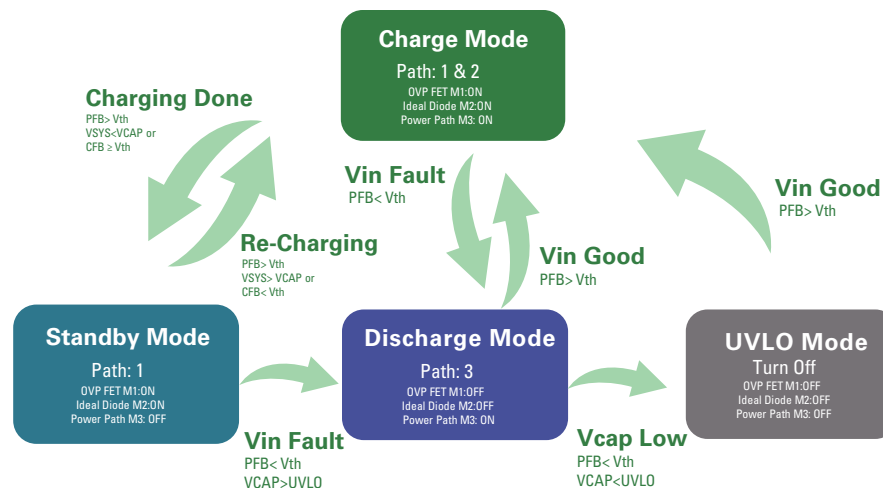 Charge Mode
Path: 1 & 2
OVP FET M1:ON
Ideal Diode M2:ON
Power Path M3: ON
Charging Done
PFB> Vth
VSYS<VCAP or
CFB ≥ Vth
Vin Fault
PFB< Vth
Vin Good
PFB> Vth
Re-Charging
PFB> Vth
VSYS> VCAP or
CFB< Vth
Vin Good
PFB> Vth
Standby Mode
Path: 1
OVP FET M1:ON
Ideal Diode M2:ON
Power Path M3: OFF
Discharge Mode
Path: 3
OVP FET M1:OFF
Ideal Diode M2:OFF
Power Path M3: ON
UVLO Mode
Turn Off
OVP FET M1:OFF
Ideal Diode M2:OFF
Power Path M3: OFF
Vin Fault
PFB< Vth
VCAP>UVLO
Vcap Low
PFB< Vth
VCAP<UVLO